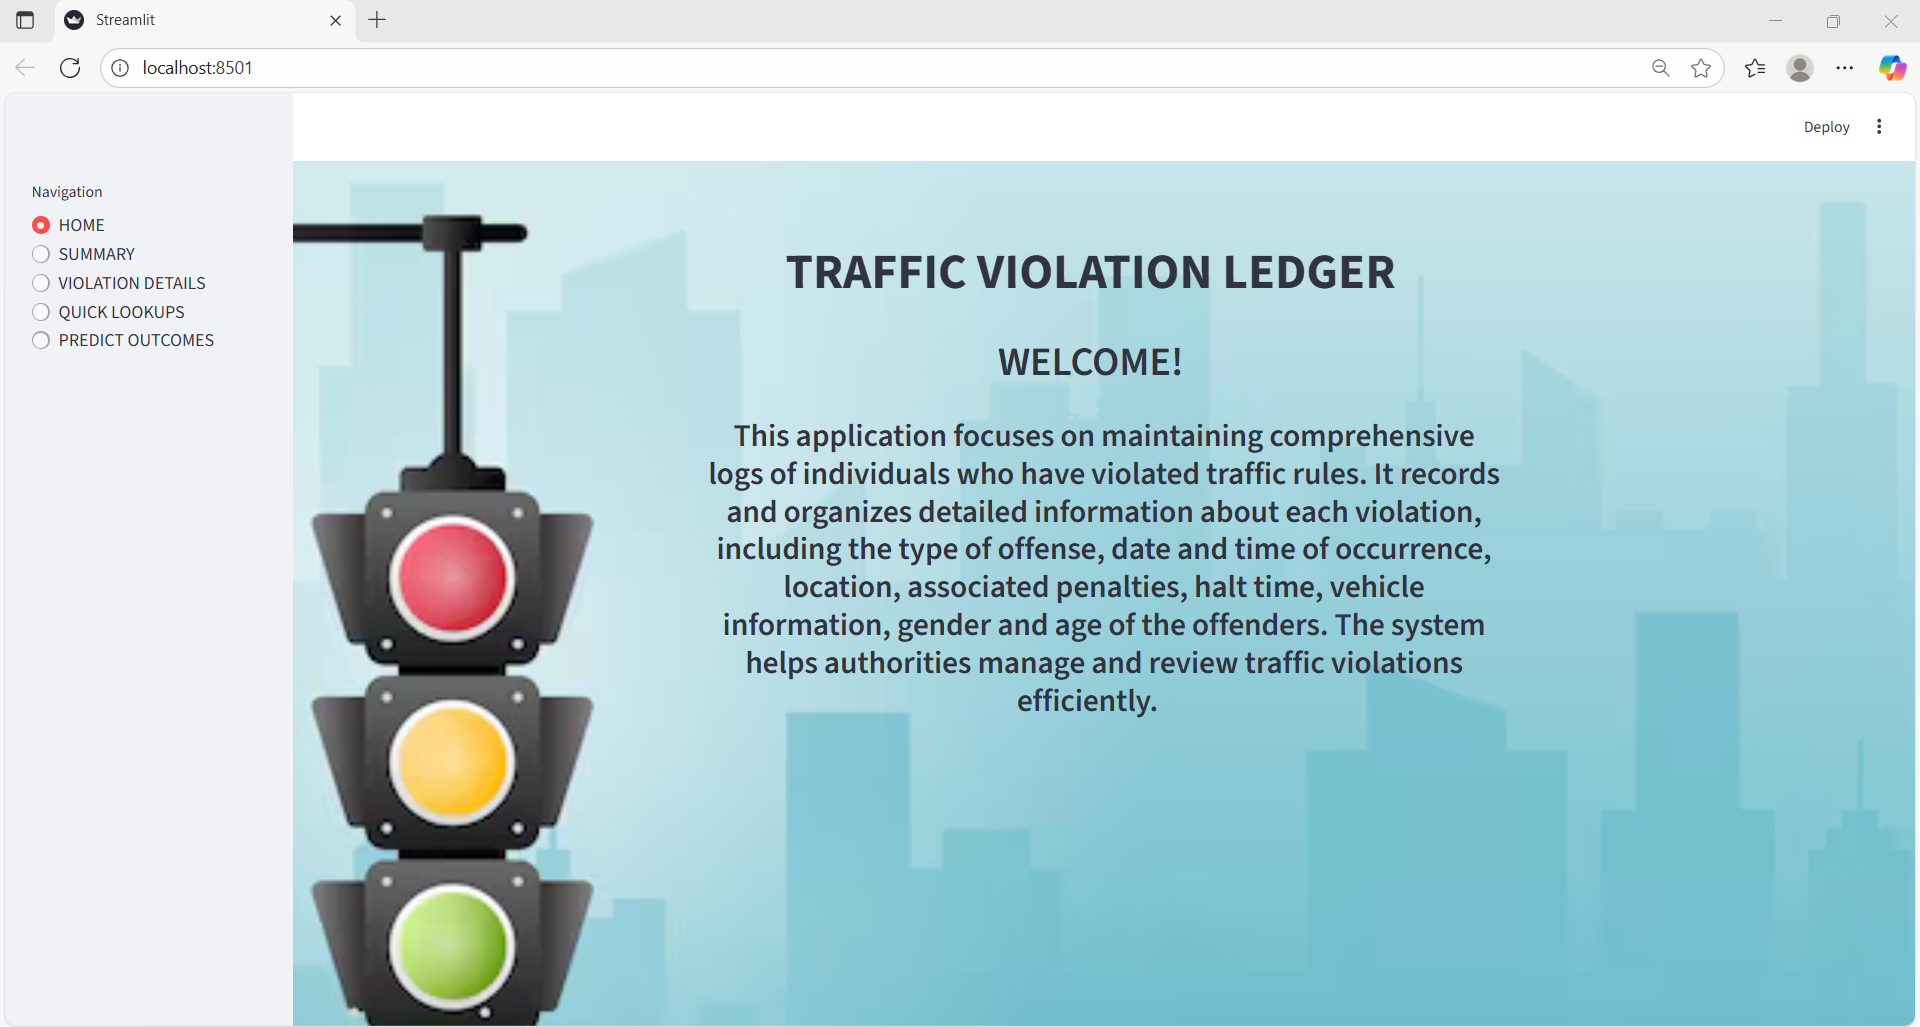 Streamlit
localhost:8501
Deploy
Navigation
HOME
SUMMARY
VIOLATION DETAILS
QUICK LOOKUPS
PREDICT OUTCOMES
TRAFFIC VIOLATION LEDGER
WELCOME!
This application focuses on maintaining comprehensive
logs of individuals who have violated traffic rules. It records
and organizes detailed information about each violation,
including the type of offense, date and time of occurrence,
location, associated penalties, halt time, vehicle
information, gender and age of the offenders. The system
helps authorities manage and review traffic violations
efficiently.